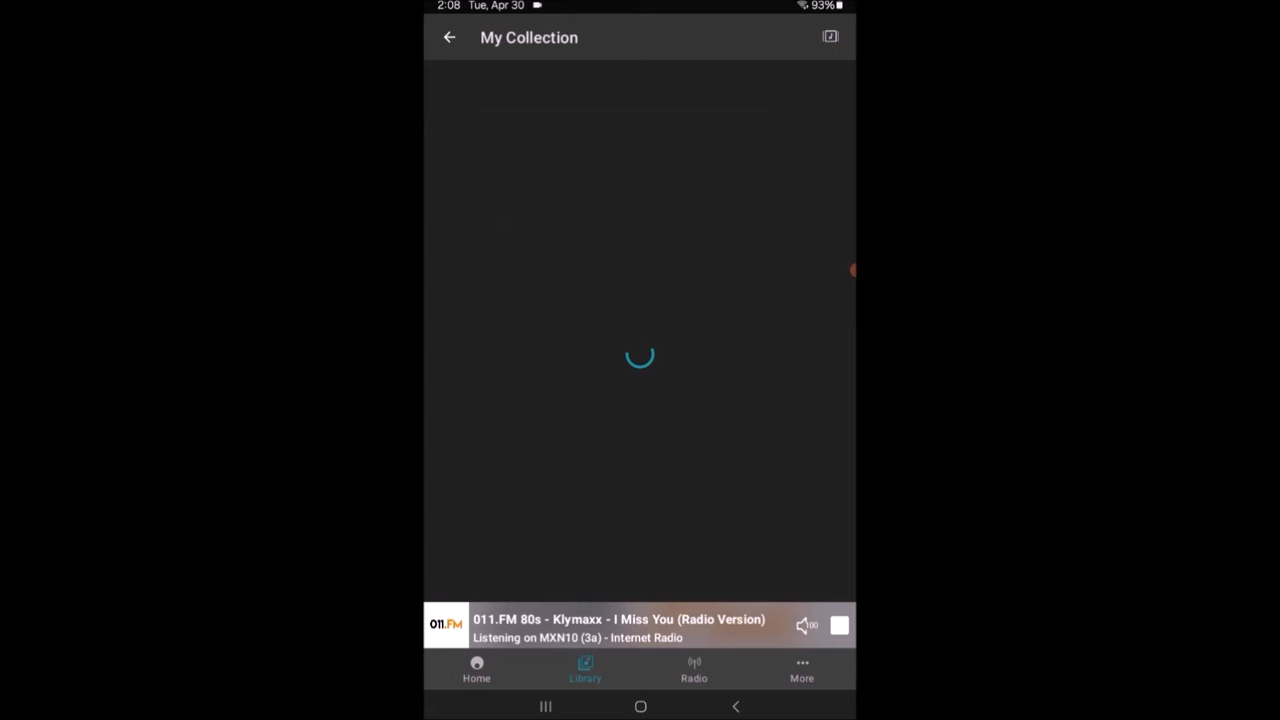 2:08 Tue, Apr 30 93%
My Collection
011.FM
011.FM 80s - Klymaxx - I Miss You (Radio Version)
Listening on MXN10 (3a) - Internet Radio
100
Home Library Radio More